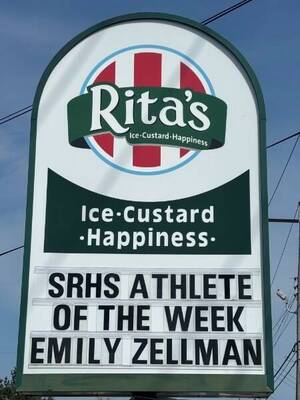 Rita's
Ice-Custard-Happiness
Ice·Custard
·Happiness·
SRHS ATHLETE
OF THE WEEK
EMILY ZELLMAN